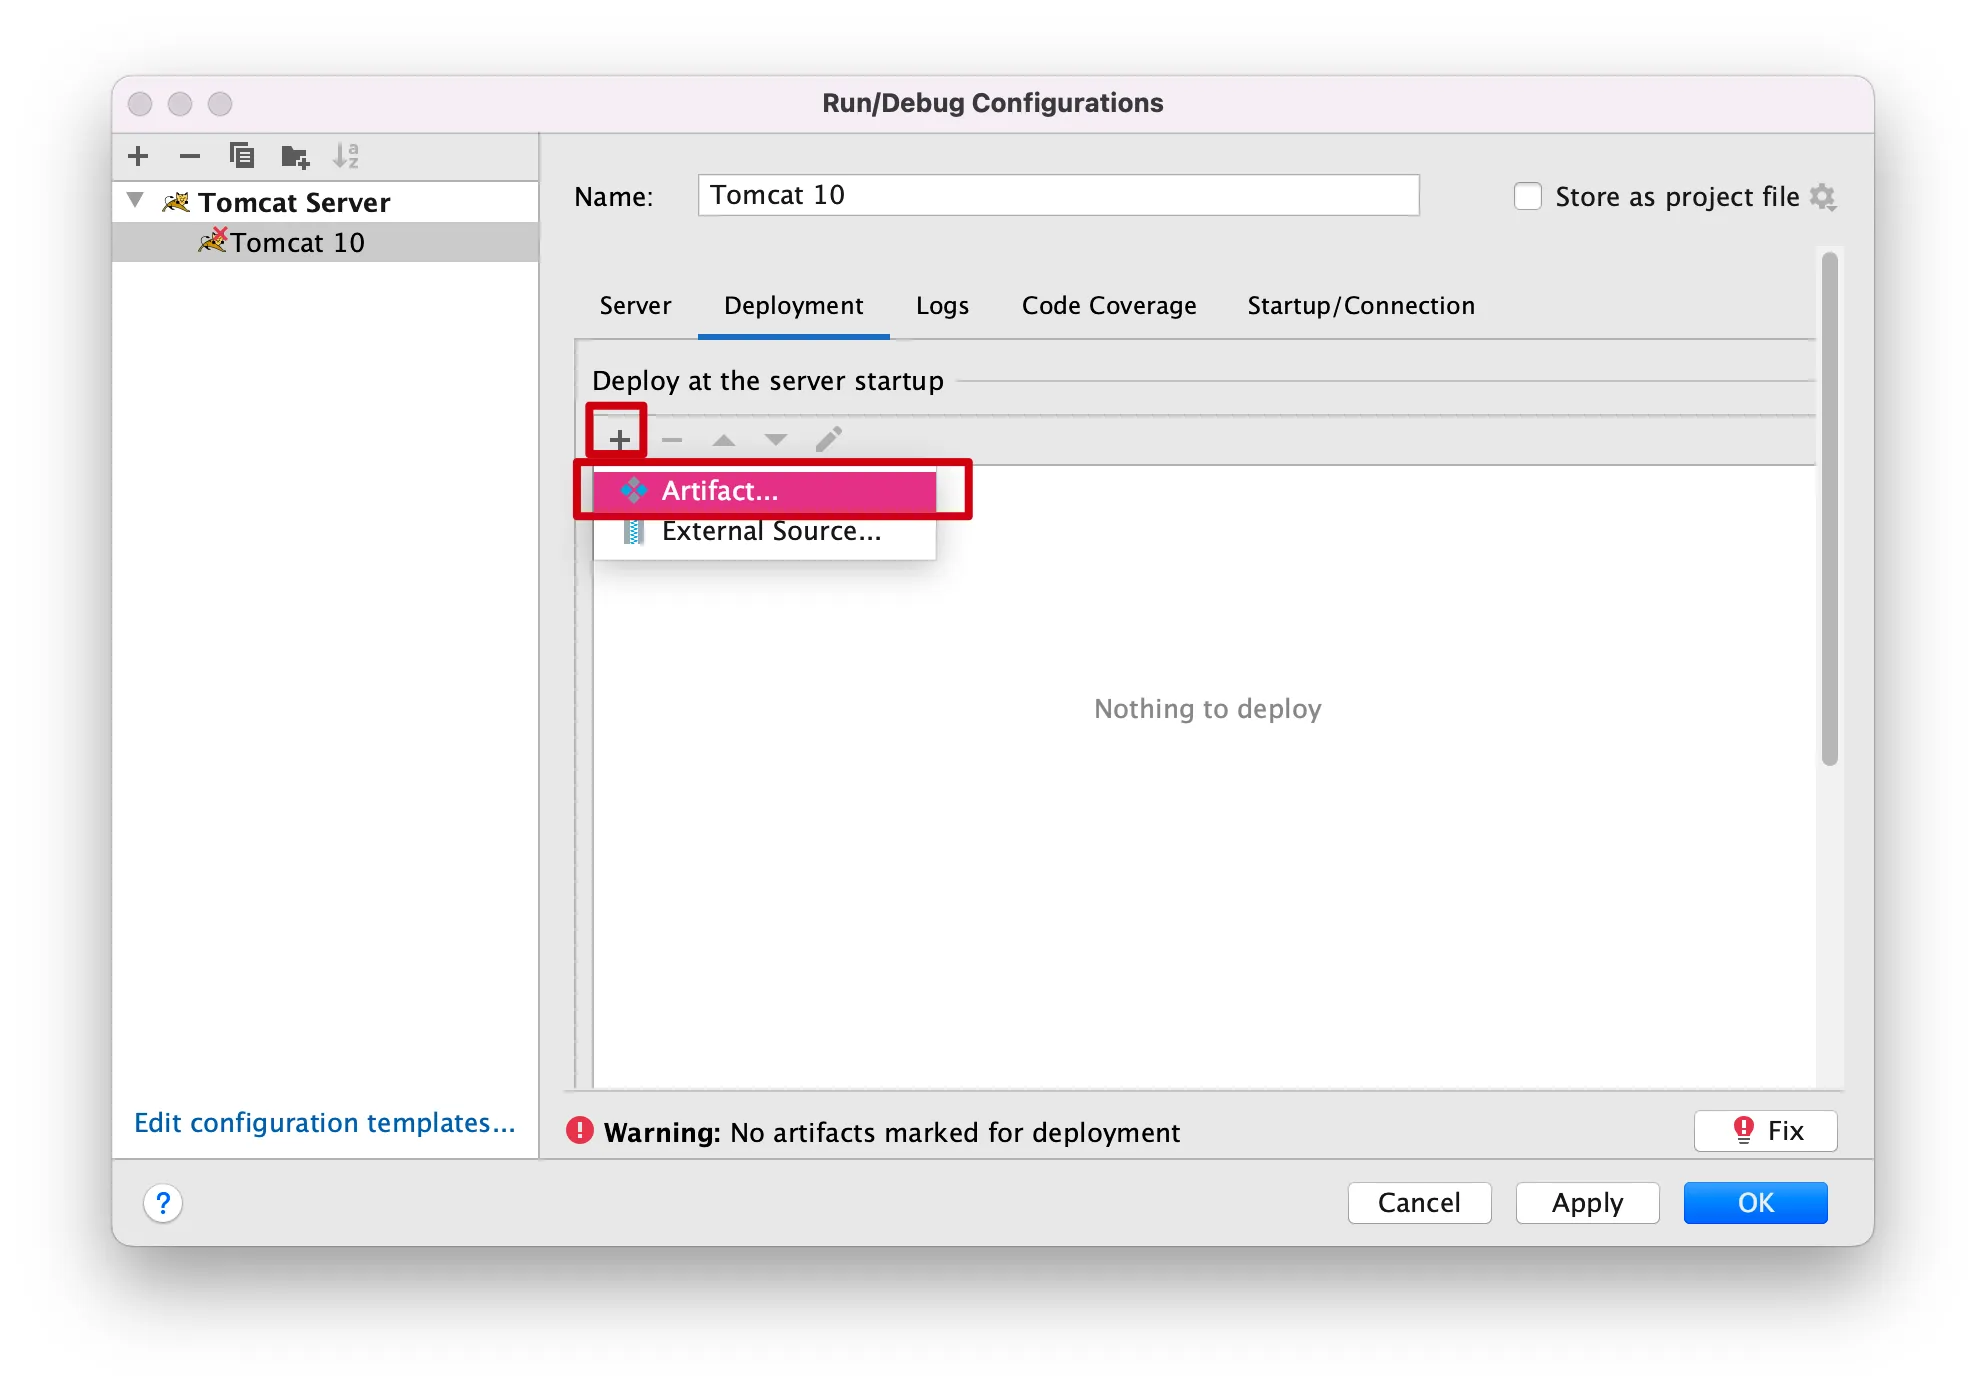 Run/Debug Configurations
Tomcat Server
Tomcat 10
Name:
Tomcat 10
Store as project file
Server
Deployment
Logs
Code Coverage
Startup/Connection
Deploy at the server startup
Artifact...
External Source...
Nothing to deploy
Edit configuration templates...
Warning: No artifacts marked for deployment
Fix
?
Cancel
Apply
OK